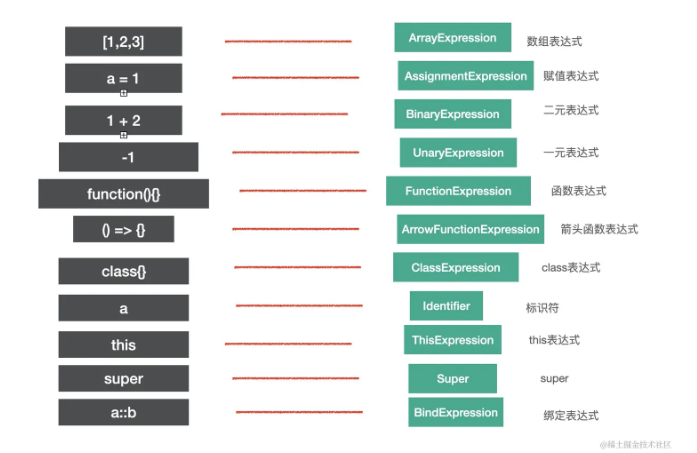 [1,2,3] ArrayExpression 数组表达式
a = 1 AssignmentExpression 赋值表达式
1 + 2 BinaryExpression 二元表达式
-1 UnaryExpression 一元表达式
function(){} FunctionExpression 函数表达式
() => {} ArrowFunctionExpression 箭头函数表达式
class{} ClassExpression class表达式
a Identifier 标识符
this ThisExpression this表达式
super Super super
a::b BindExpression 绑定表达式
@稀土掘金技术社区